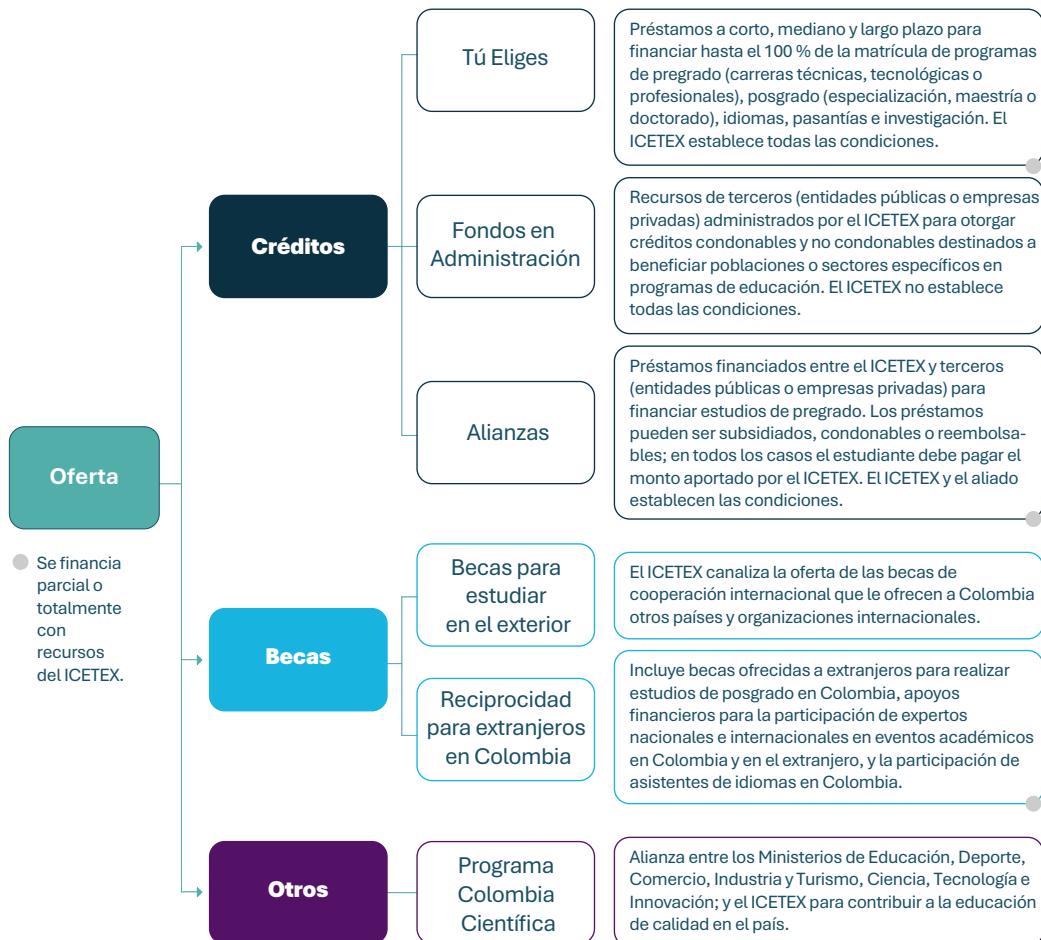 Oferta
Se financia
parcial o
totalmente
con
recursos
del ICETEX.
Créditos
Tú Eliges
Préstamos a corto, mediano y largo plazo para
financiar hasta el 100 % de la matrícula de programas
de pregrado (carreras técnicas, tecnológicas o
profesionales), posgrado (especialización, maestría o
doctorado), idiomas, pasantías e investigación. El
ICETEX establece todas las condiciones.
Fondos en
Administración
Recursos de terceros (entidades públicas o empresas
privadas) administrados por el ICETEX para otorgar
créditos condonables y no condonables destinados a
beneficiar poblaciones o sectores específicos en
programas de educación. El ICETEX no establece
todas las condiciones.
Alianzas
Préstamos financiados entre el ICETEX y terceros
(entidades públicas o empresas privadas) para
financiar estudios de pregrado. Los préstamos
pueden ser subsidiados, condonables o reembolsa-
bles; en todos los casos el estudiante debe pagar el
monto aportado por el ICETEX. El ICETEX y el aliado
establecen las condiciones.
Becas
Becas para
estudiar
en el exterior
El ICETEX canaliza la oferta de las becas de
cooperación internacional que le ofrecen a Colombia
otros países y organizaciones internacionales.
Reciprocidad
para extranjeros
en Colombia
Incluye becas ofrecidas a extranjeros para realizar
estudios de posgrado en Colombia, apoyos
financieros para la participación de expertos
nacionales e internacionales en eventos académicos
en Colombia y en el extranjero, y la participación de
asistentes de idiomas en Colombia.
Otros
Programa
Colombia
Científica
Alianza entre los Ministerios de Educación, Deporte,
Comercio, Industria y Turismo, Ciencia, Tecnología e
Innovación; y el ICETEX para contribuir a la educación
de calidad en el país.